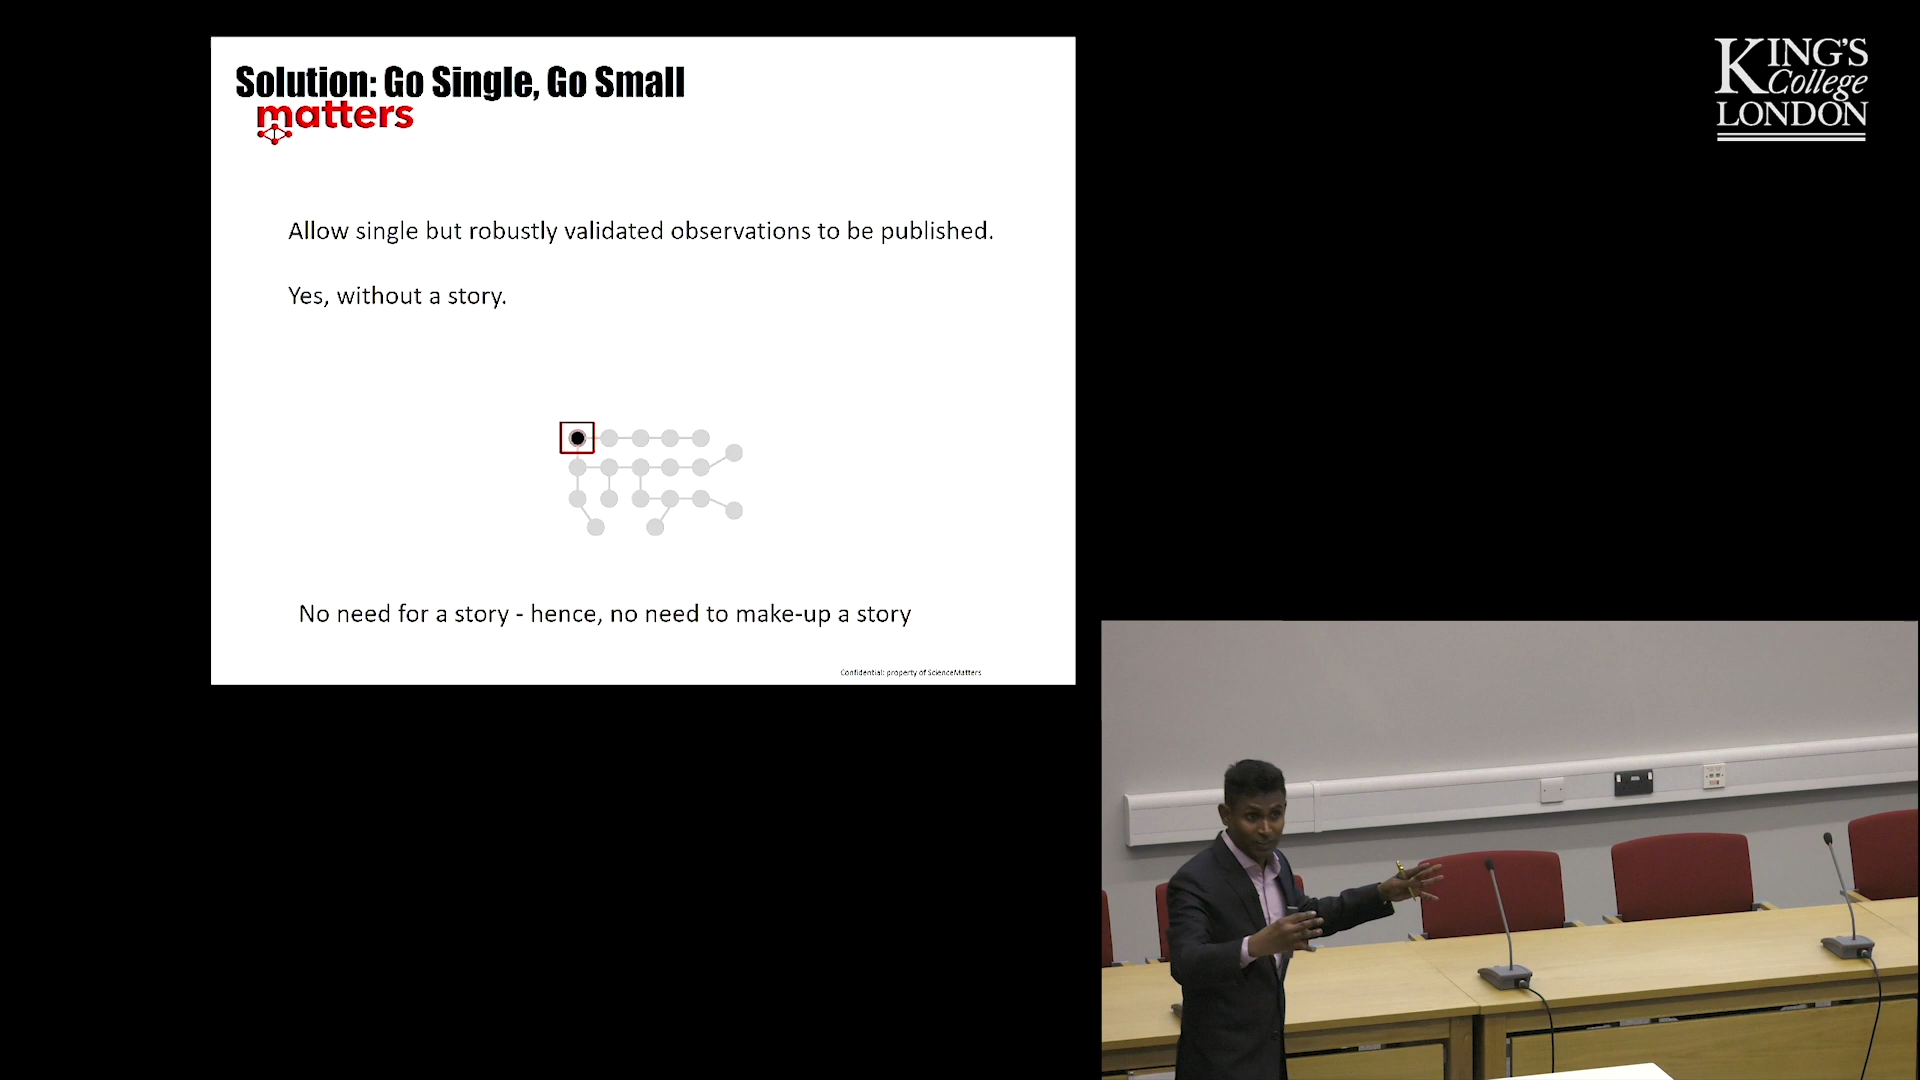 Solution: Go Single, Go Small
matters
Allow single but robustly validated observations to be published.
Yes, without a story.
No need for a story - hence, no need to make-up a story
Confidential: property of ScienceMatters
KING'S
College
LONDON